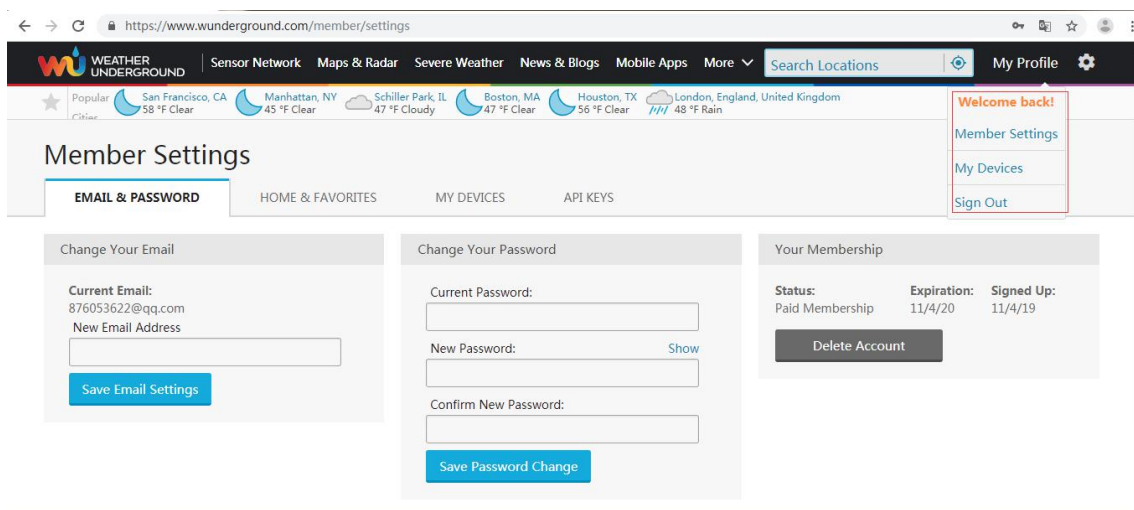 https://www.wunderground.com/member/settings
WEATHER UNDERGROUND Sensor Network Maps & Radar Severe Weather News & Blogs Mobile Apps More Search Locations My Profile
Popular Cities
San Francisco, CA
58 °F Clear
Manhattan, NY
45 °F Clear
Schiller Park, IL
47 °F Cloudy
Boston, MA
47 °F Clear
Houston, TX
56 °F Clear
London, England, United Kingdom
48 °F Rain
Welcome back!
Member Settings
My Devices
Sign Out
Member Settings
EMAIL & PASSWORD HOME & FAVORITES MY DEVICES API KEYS
Change Your Email
Current Email:
876053622@qq.com
New Email Address
Save Email Settings
Change Your Password
Current Password:
New Password: Show
Confirm New Password:
Save Password Change
Your Membership
Status: Expiration: Signed Up:
Paid Membership 11/4/20 11/4/19
Delete Account